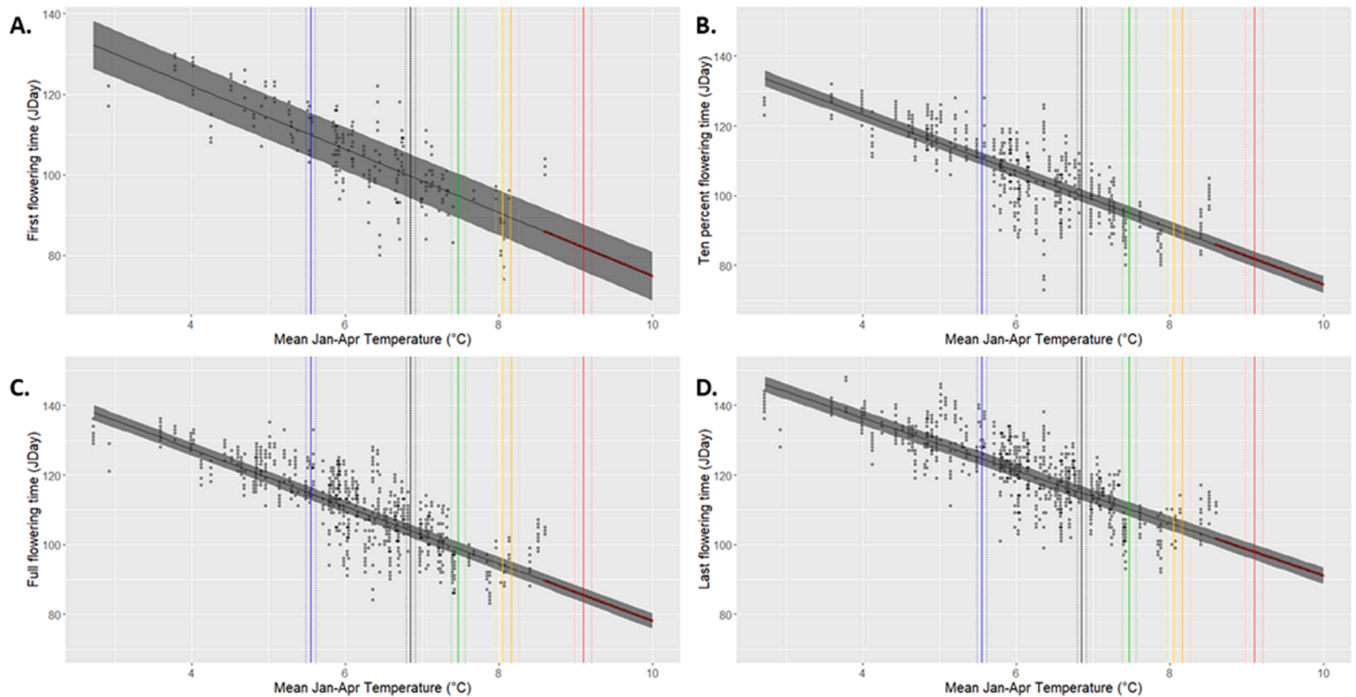 A.
First flowering time (JDay)
140
120
100
80
4 6 8 10
Mean Jan-Apr Temperature (°C)
B.
Ten percent flowering time (JDay)
140
120
100
80
4 6 8 10
Mean Jan-Apr Temperature (°C)
C.
Full flowering time (JDay)
140
120
100
80
4 6 8 10
Mean Jan-Apr Temperature (°C)
D.
Last flowering time (JDay)
140
120
100
80
4 6 8 10
Mean Jan-Apr Temperature (°C)